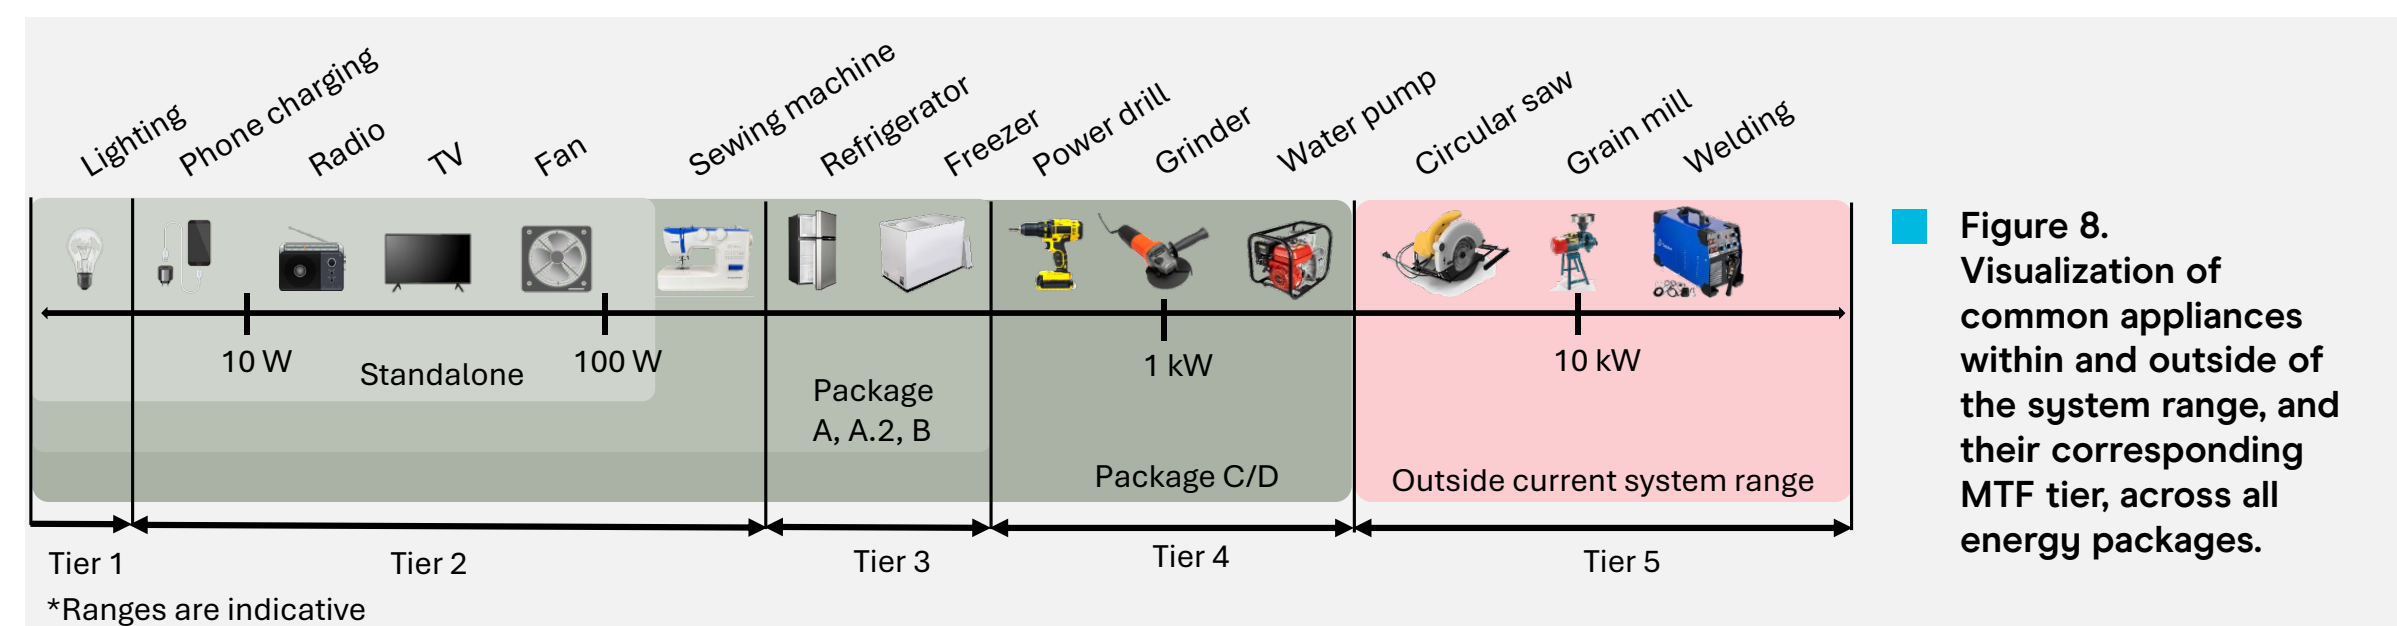 Lighting
Phone charging
Radio
TV
Fan
Sewing machine
Refrigerator
Freezer
Power drill
Grinder
Water pump
Circular saw
Grain mill
Welding
10 W
100 W
1 kW
10 kW
Standalone
Package
A, A.2, B
Package C/D
Outside current system range
Tier 1
Tier 2
Tier 3
Tier 4
Tier 5
*Ranges are indicative
Figure 8.
Visualization of
common appliances
within and outside of
the system range, and
their corresponding
MTF tier, across all
energy packages.